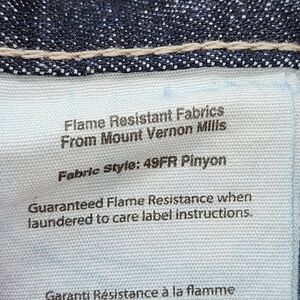 Flame Resistant Fabrics
From Mount Vernon Mills
Fabric Style: 49FR Pinyon
Guaranteed Flame Resistance when
laundered to care label instructions.
Garanti Résistance à la flamme